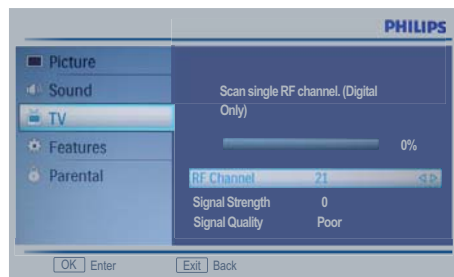 PHILIPS
Picture
Sound
TV
Features
Parental
Scan single RF channel. (Digital
Only)
0%
RF Channel 21
Signal Strength 0
Signal Quality Poor
OK Enter Exit Back